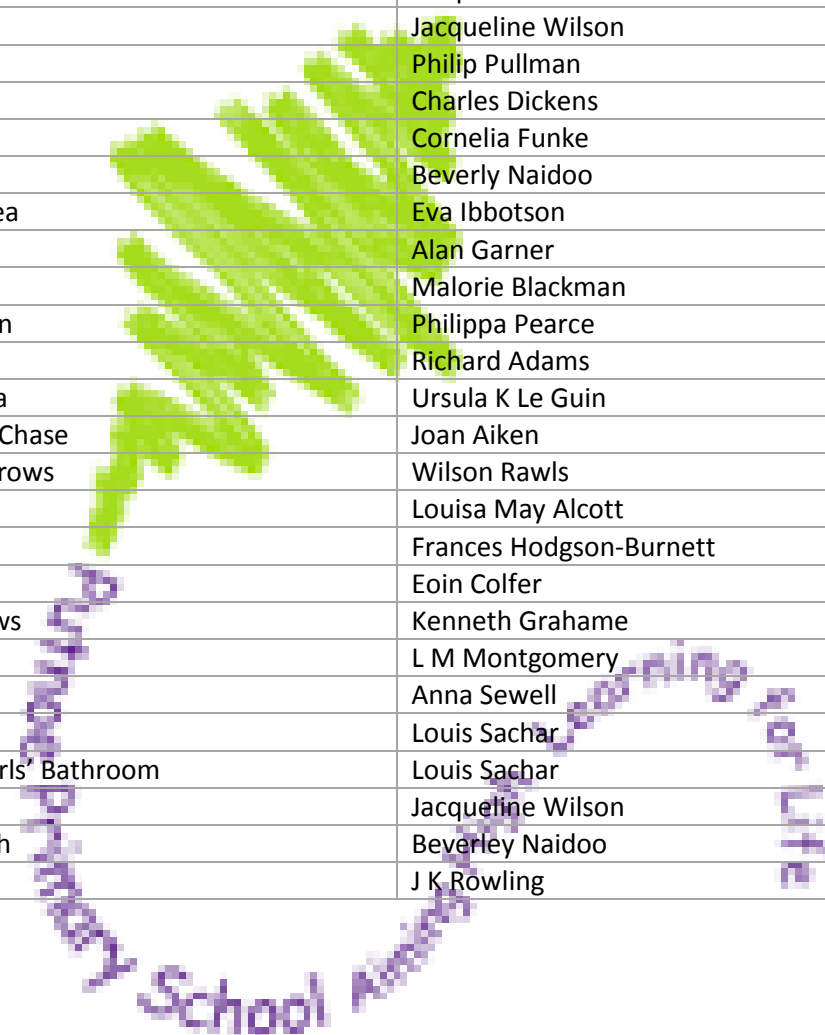 Jacqueline Wilson
Philip Pullman
Charles Dickens
Cornelia Funke
Beverly Naidoo
ea Eva Ibbotson
Alan Garner
Malorie Blackman
n Philippa Pearce
Richard Adams
a Ursula K Le Guin
Chase Joan Aiken
rows Wilson Rawls
Louisa May Alcott
Frances Hodgson-Burnett
Eoin Colfer
ws Kenneth Grahame
L M Montgomery
Anna Sewell
Louis Sachar
rls’ Bathroom Louis Sachar
Jacqueline Wilson
h Beverley Naidoo
J K Rowling
Primary School Aiming High Learning for Life